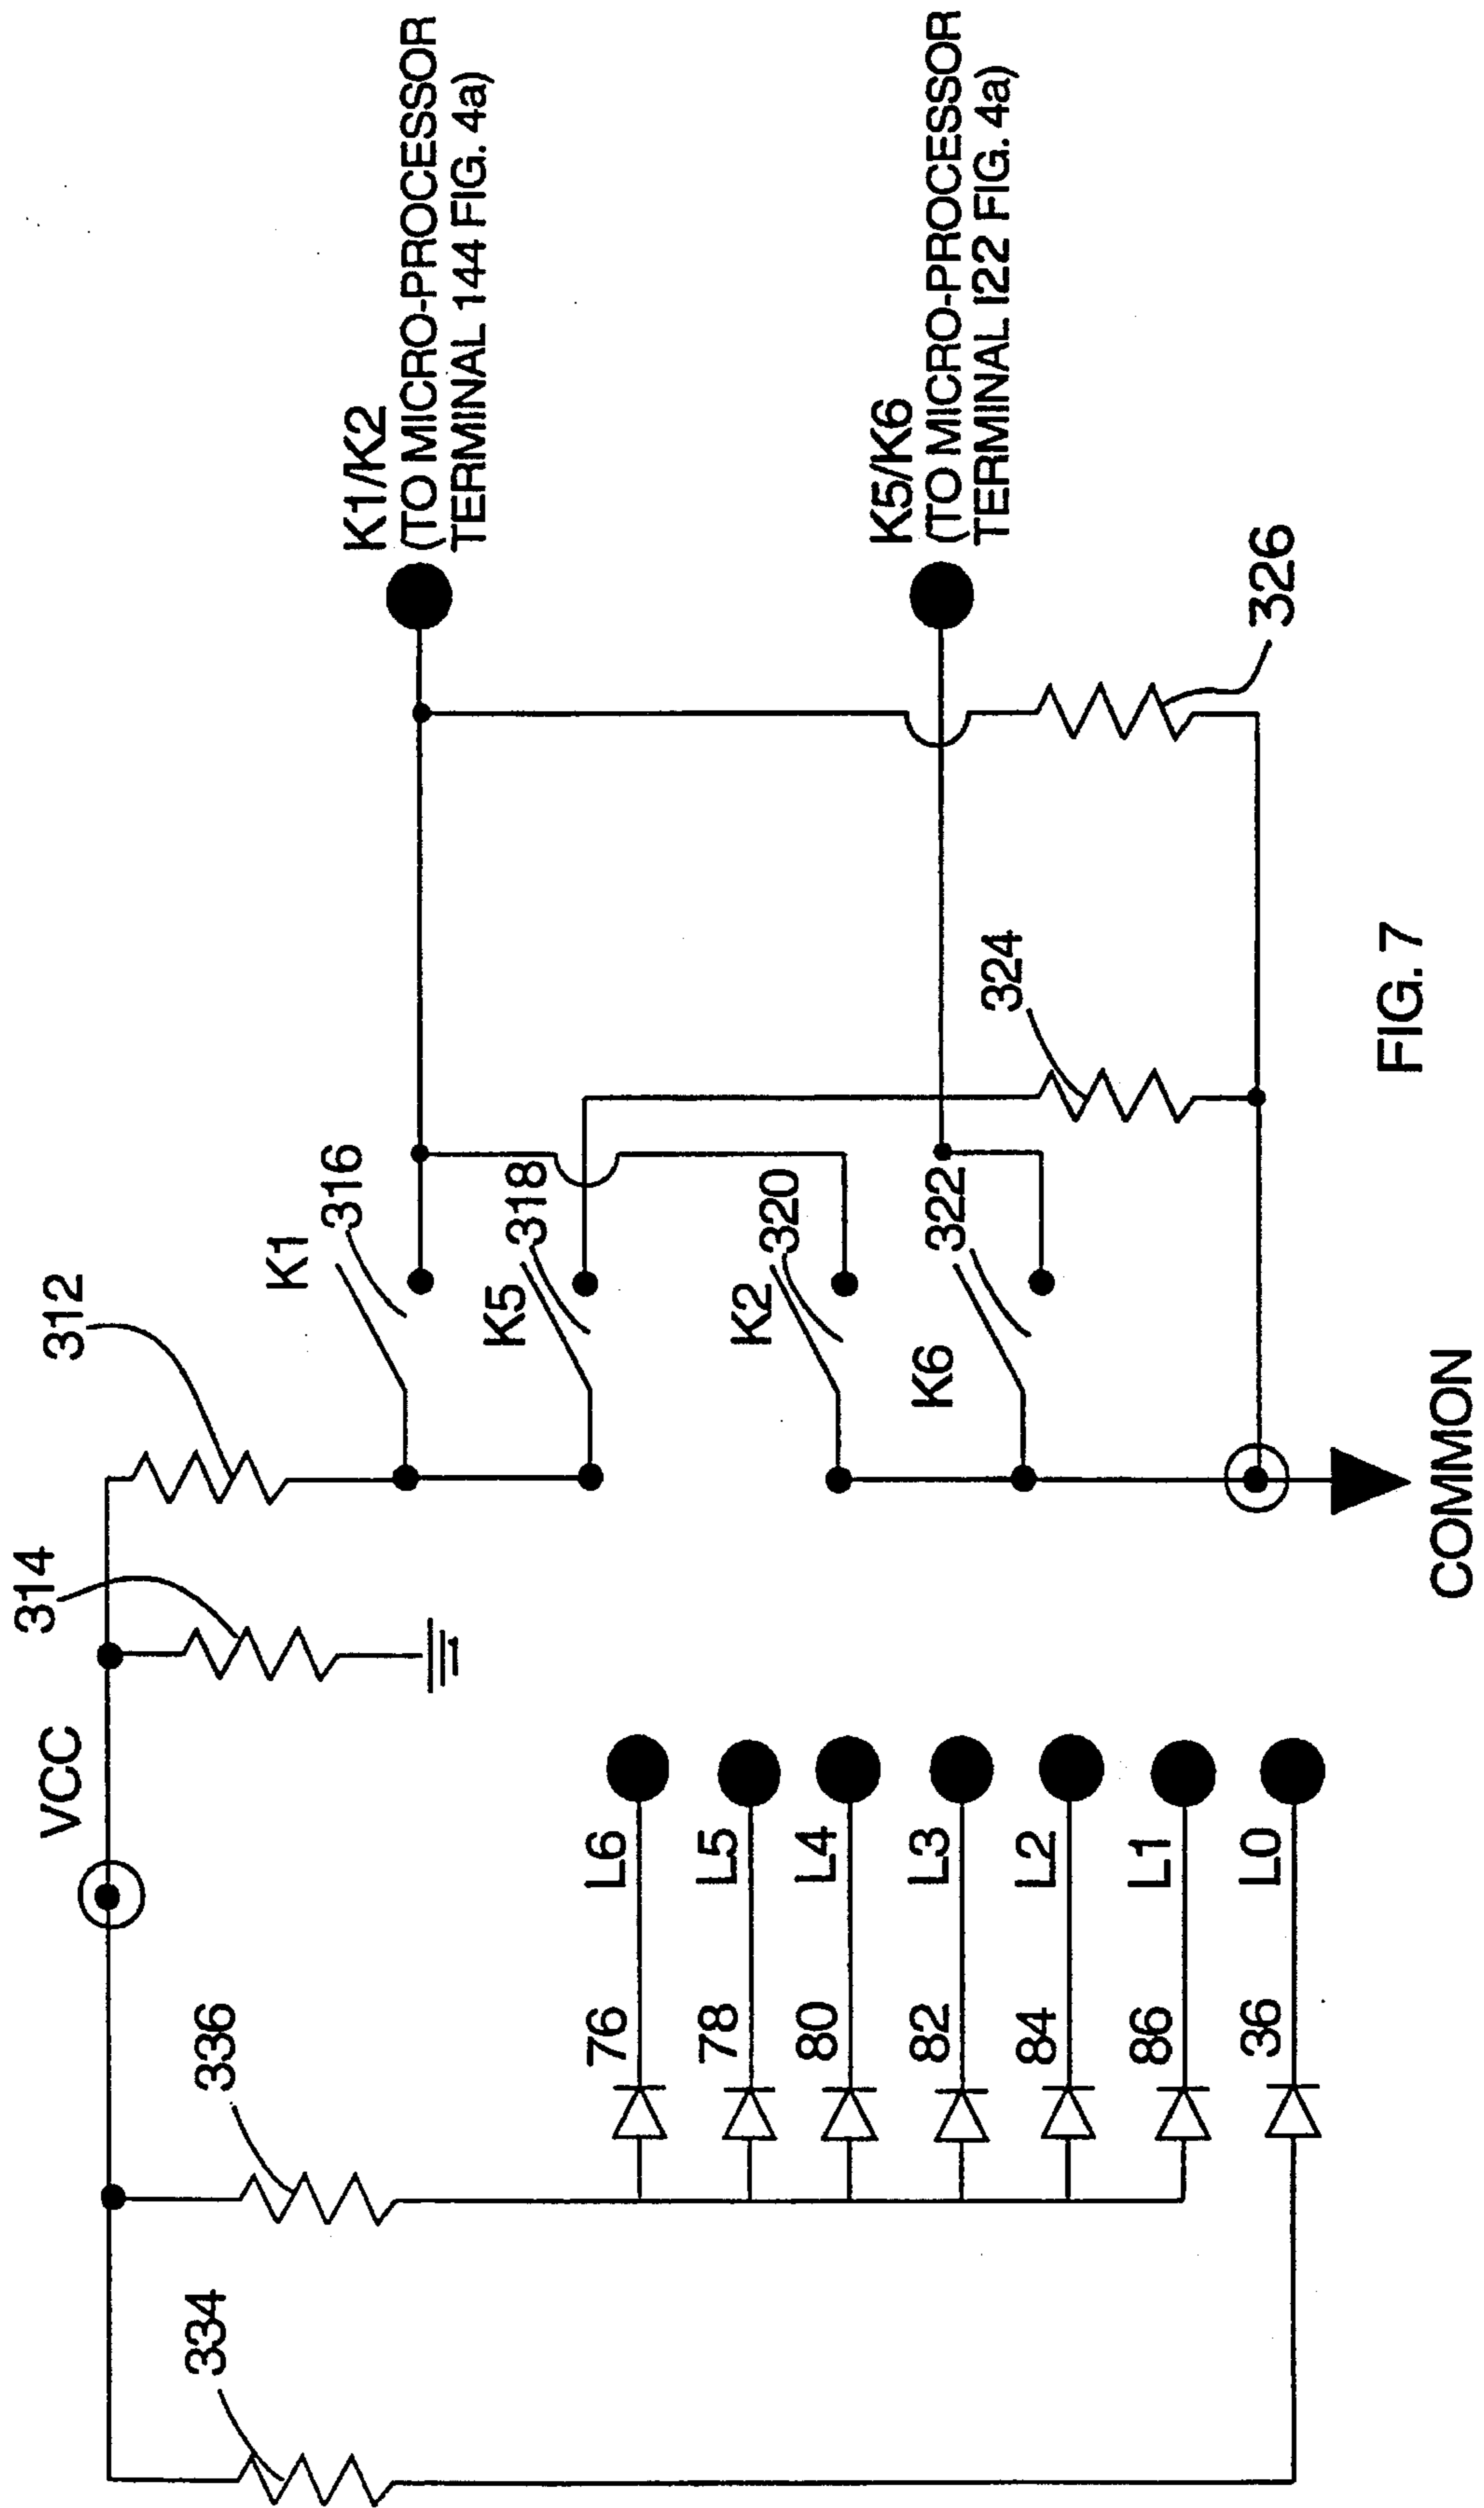 334
336
VCC
314
312
K1
316
K1/K2
(TO MICRO-PROCESSOR
TERMINAL 144 FIG. 4a)
K5
318
K2
320
K6
322
K5/K6
(TO MICRO-PROCESSOR
TERMINAL 122 FIG. 4a)
324
326
76
L6
78
L5
80
L4
82
L3
84
L2
86
L1
36
L0
COMMON
FIG. 7